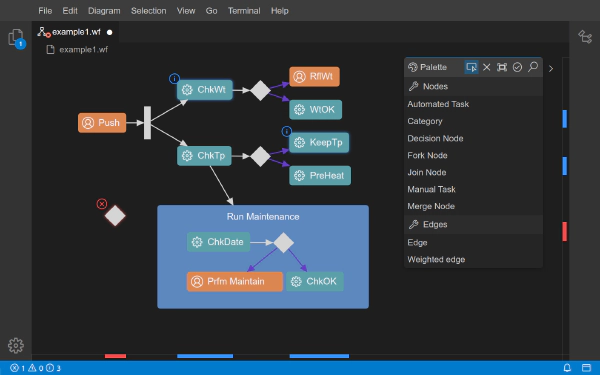 File Edit Diagram Selection View Go Terminal Help
example1.wf
example1.wf
1
Palette
Nodes
Automated Task
Category
Decision Node
Fork Node
Join Node
Manual Task
Merge Node
Edges
Edge
Weighted edge
ChkWt
RflWt
WtOK
Push
KeepTp
ChkTp
PreHeat
Run Maintenance
ChkDate
Prfm Maintain
ChkOK
1 0 3